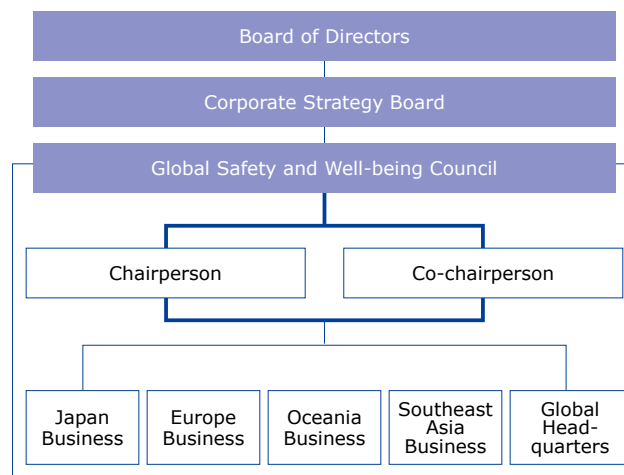 Board of Directors
Corporate Strategy Board
Global Safety and Well-being Council
Chairperson
Co-chairperson
Japan
Business
Europe
Business
Oceania
Business
Southeast
Asia
Business
Global
Head-
quarters